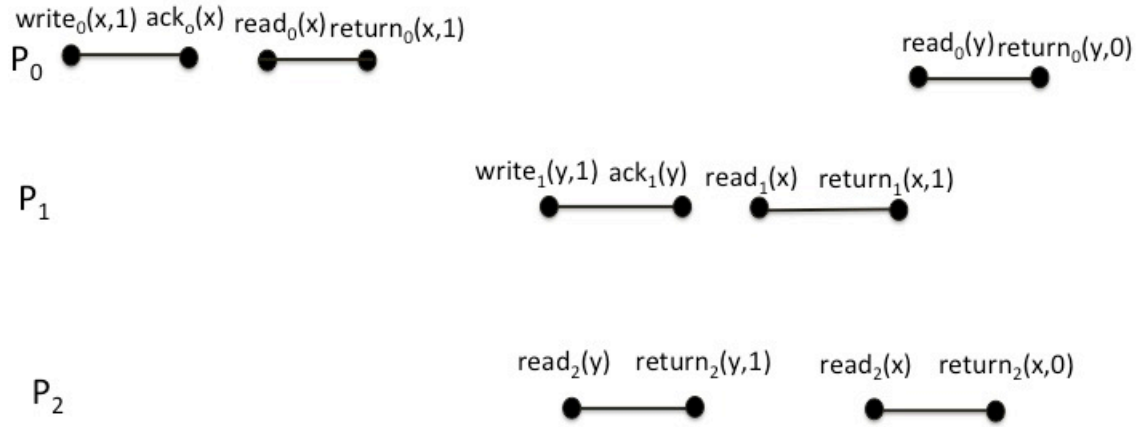 write₀(x,1) ackₒ(x) read₀(x) return₀(x,1)
read₀(y) return₀(y,0)
P₀
write₁(y,1) ack₁(y) read₁(x) return₁(x,1)
P₁
read₂(y) return₂(y,1) read₂(x) return₂(x,0)
P₂